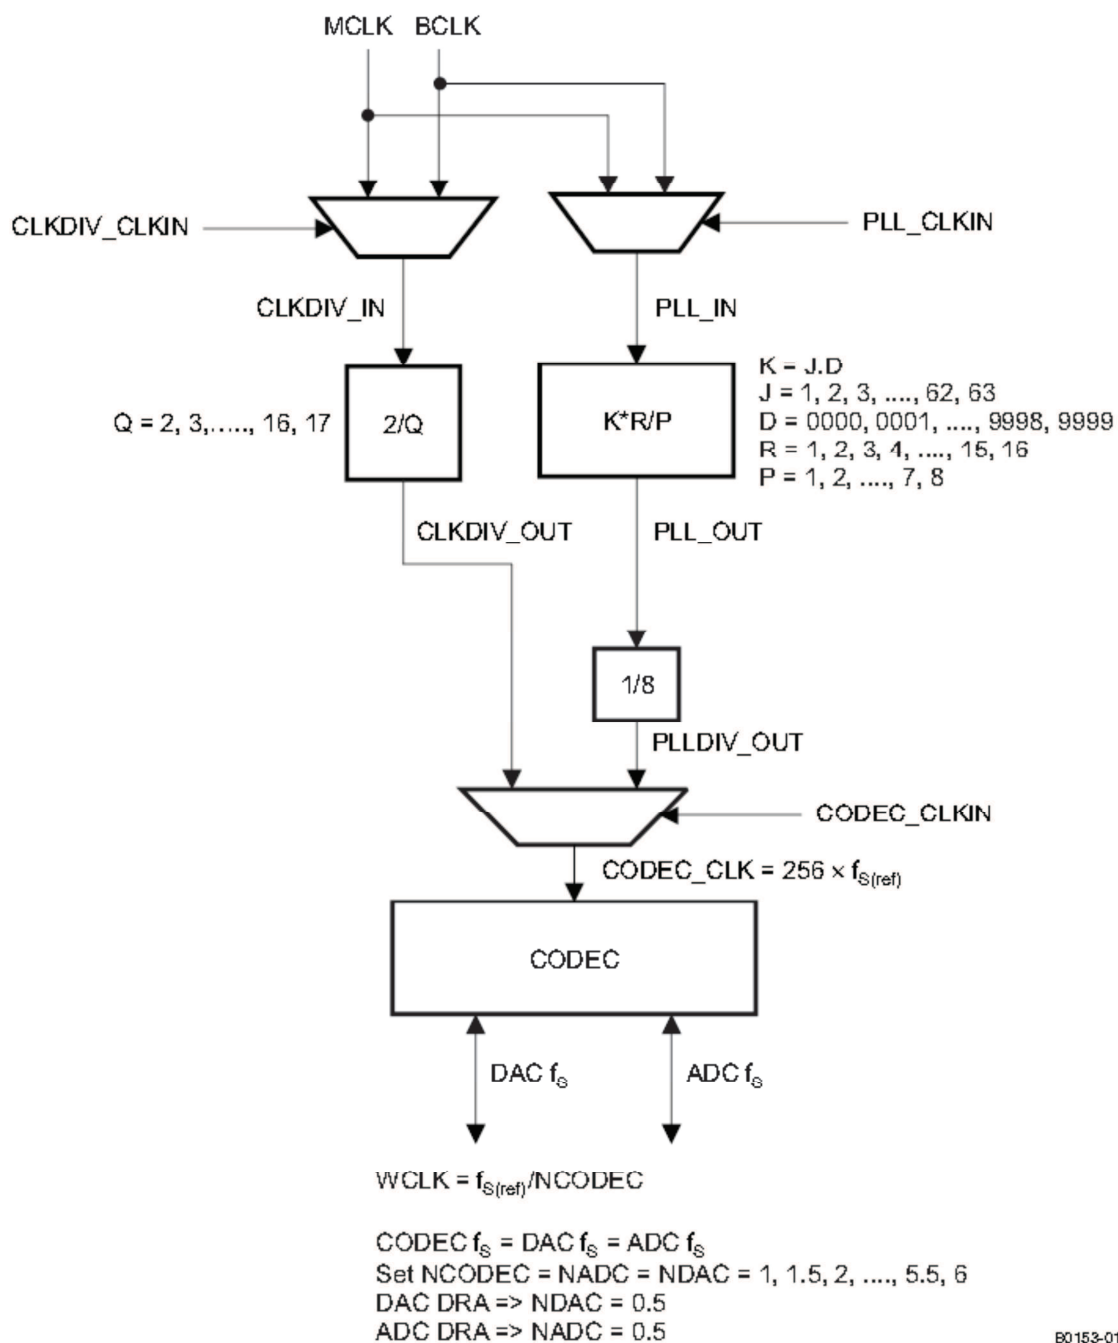 MCLK BCLK
CLKDIV_CLKIN
PLL_CLKIN
CLKDIV_IN
PLL_IN
K = J.D
J = 1, 2, 3, ...., 62, 63
Q = 2, 3,....., 16, 17
2/Q
K*R/P
D = 0000, 0001, ...., 9998, 9999
R = 1, 2, 3, 4, ...., 15, 16
P = 1, 2, ...., 7, 8
CLKDIV_OUT
PLL_OUT
1/8
PLLDIV_OUT
CODEC_CLKIN
CODEC_CLK = 256 × fS(ref)
CODEC
DAC fS
ADC fS
WCLK = fS(ref)/NCODEC
CODEC fS = DAC fS = ADC fS
Set NCODEC = NADC = NDAC = 1, 1.5, 2, ...., 5.5, 6
DAC DRA => NDAC = 0.5
ADC DRA => NADC = 0.5
B0153-01